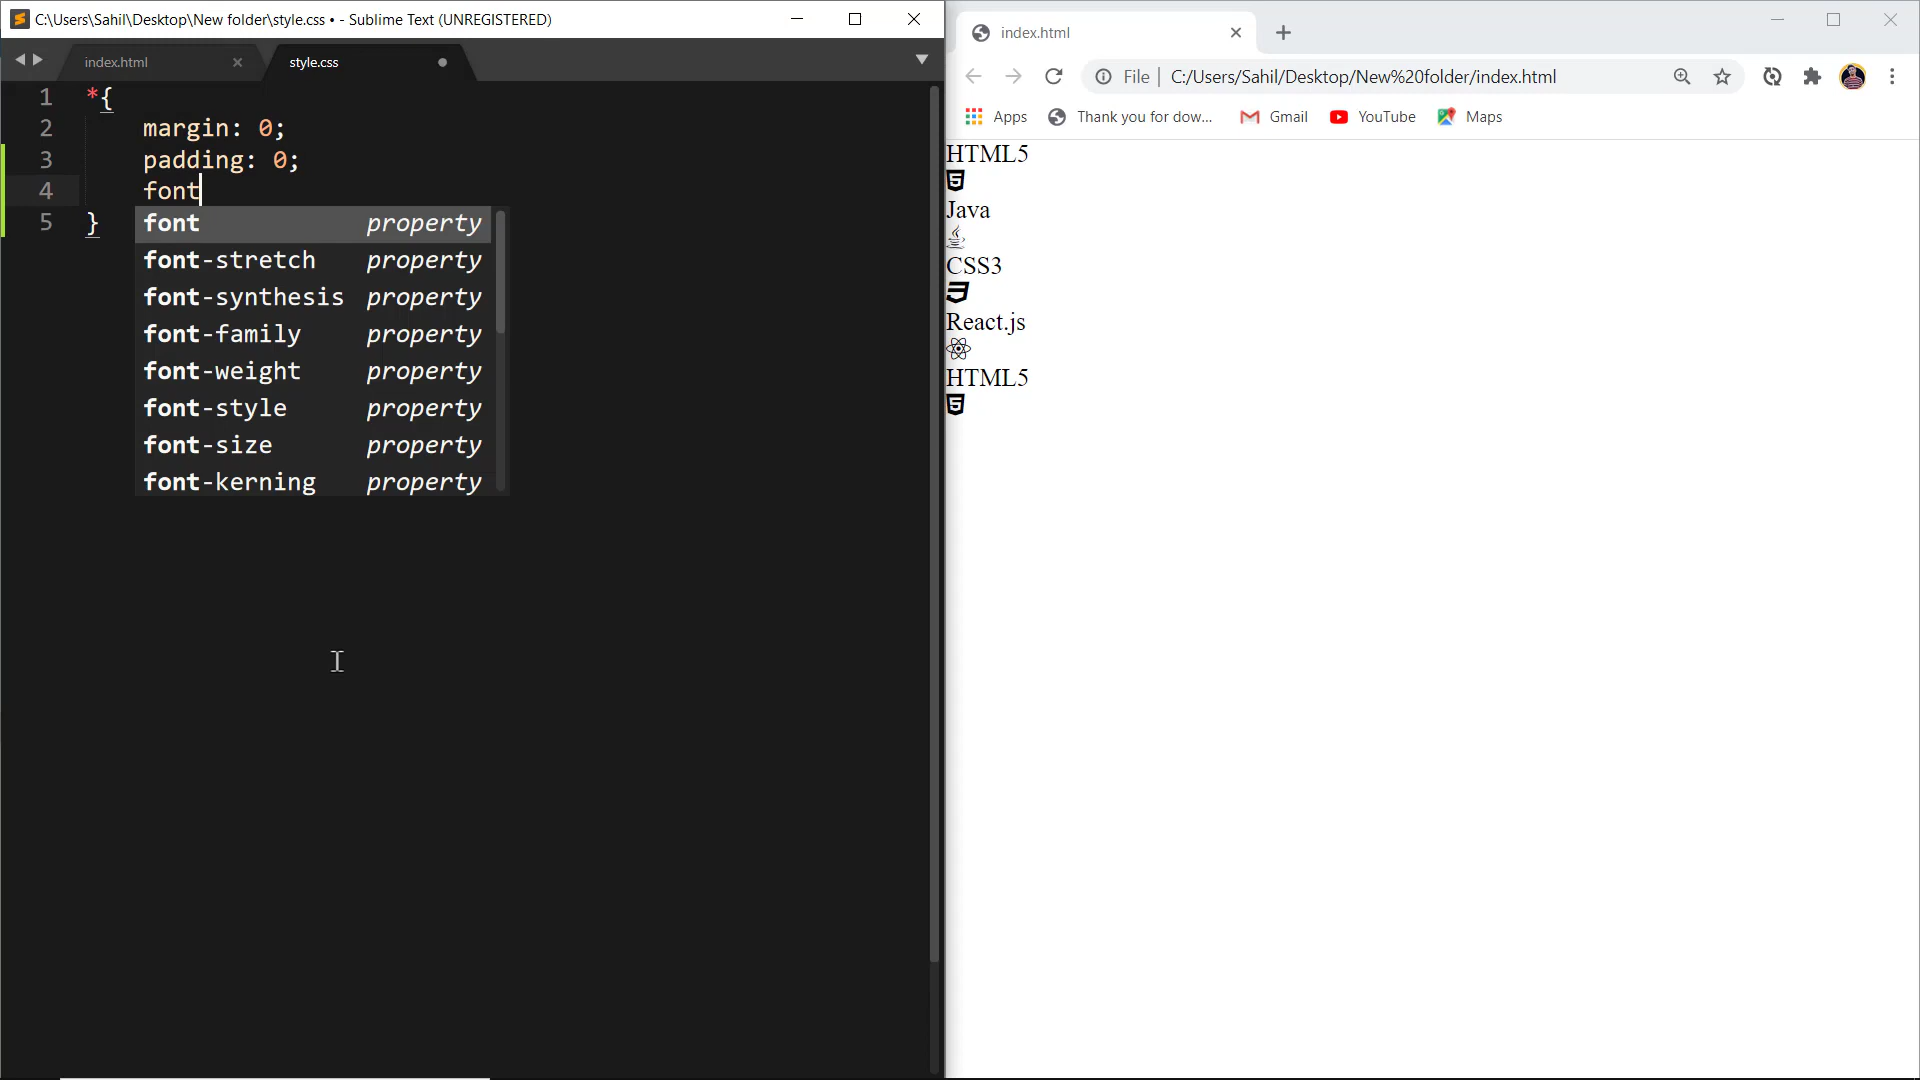 C:\Users\Sahil\Desktop\New folder\style.css • - Sublime Text (UNREGISTERED)
index.html
style.css
1 *{
2 margin: 0;
3 padding: 0;
4 font
5 }
font property
font-stretch property
font-synthesis property
font-family property
font-weight property
font-style property
font-size property
font-kerning property
index.html
File | C:/Users/Sahil/Desktop/New%20folder/index.html
Apps Thank you for dow... Gmail YouTube Maps
HTML5
Java
CSS3
React.js
HTML5